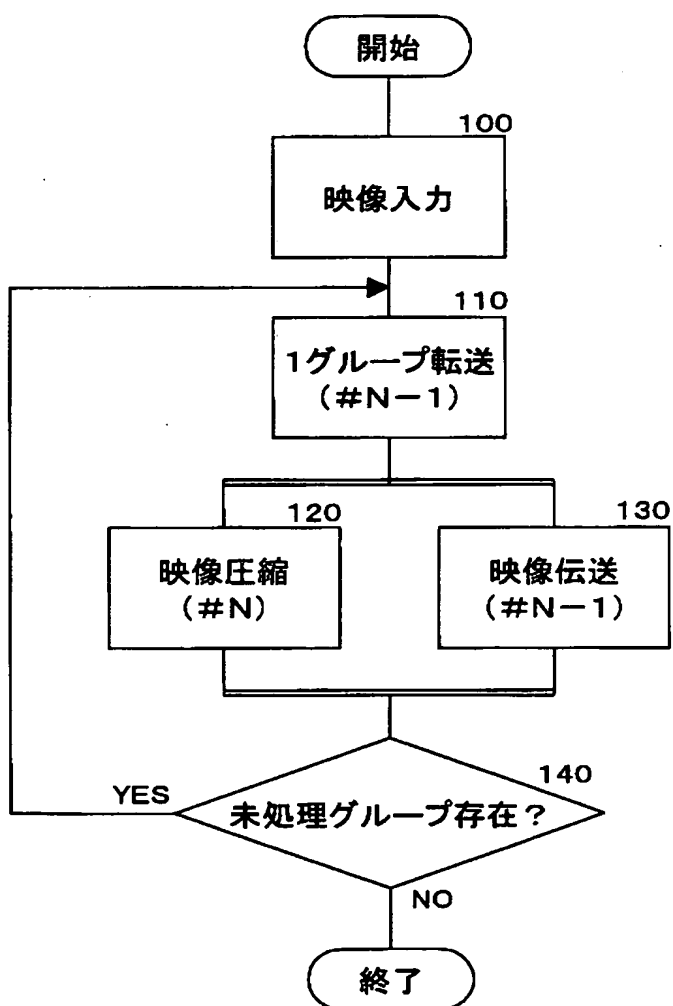 開始
100
映像入力
110
1グループ転送
(#N-1)
120
映像圧縮
(#N)
130
映像伝送
(#N-1)
140
未処理グループ存在?
YES
NO
終了